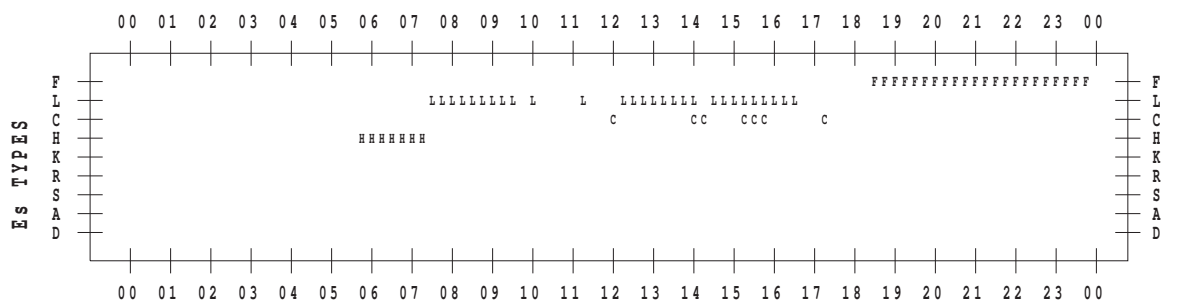 00 01 02 03 04 05 06 07 08 09 10 11 12 13 14 15 16 17 18 19 20 21 22 23 00
F FFFFFFFFFFFFFFFFFFFFFF F
L LLLLLLLLL L L LLLLLLLL LLLLLLLLL L
C C CC CCC C C
H HHHHHHH H
K K
R R
S S
A A
D D
Es TYPES
00 01 02 03 04 05 06 07 08 09 10 11 12 13 14 15 16 17 18 19 20 21 22 23 00